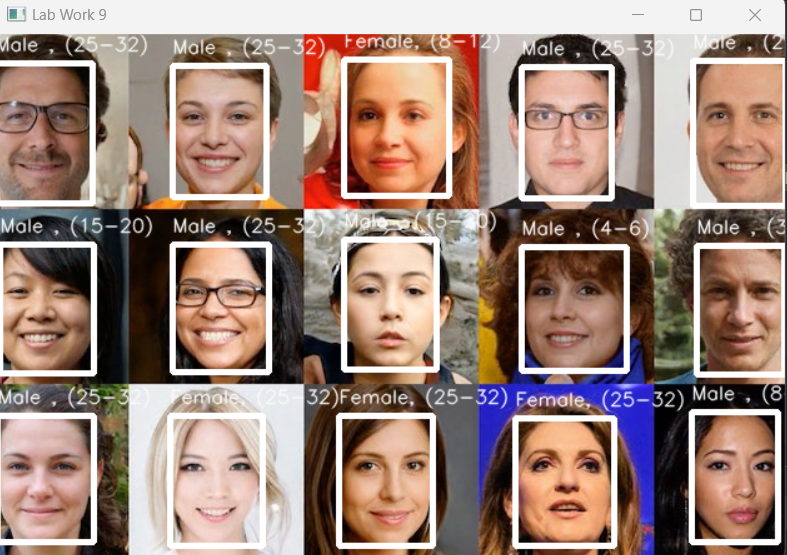 Lab Work 9
Male , (25-32)
Male , (25-32)
Female, (8-12)
Male , (25-32)
Male , (2
Male , (15-20)
Male , (25-32)
Male , (15-20)
Male , (4-6)
Male , (3
Male , (25-32)
Female, (25-32)
Female, (25-32)
Female, (25-32)
Male , (8